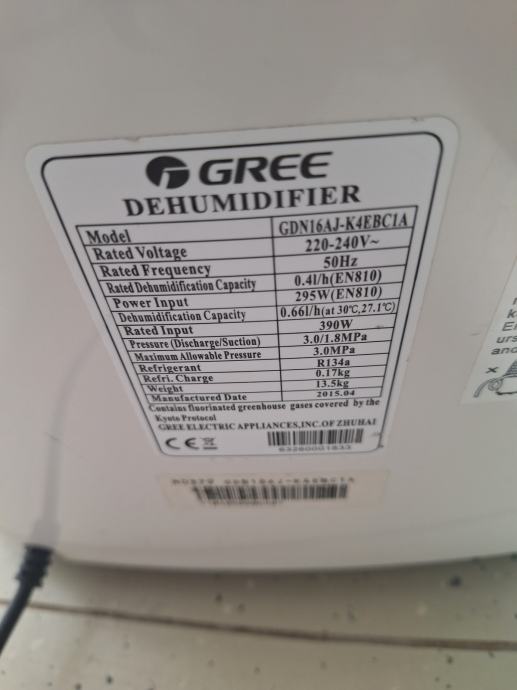 GREE
DEHUMIDIFIER
Model GDN16AJ-K4EBC1A
Rated Voltage 220-240V~
Rated Frequency 50Hz
Rated Dehumidification Capacity 0.4l/h(EN810)
Power Input 295W(EN810)
Dehumidification Capacity 0.66l/h(at 30℃,27.1℃)
Rated Input 390W
Pressure (Discharge/Suction) 3.0/1.8MPa
Maximum Allowable Pressure 3.0MPa
Refrigerant R134a
Refri. Charge 0.17kg
Weight 13.5kg
Manufactured Date 2015.04
Contains fluorinated greenhouse gases covered by the
Kyoto Protocol
GREE ELECTRIC APPLIANCES,INC.OF ZHUHAI
CE